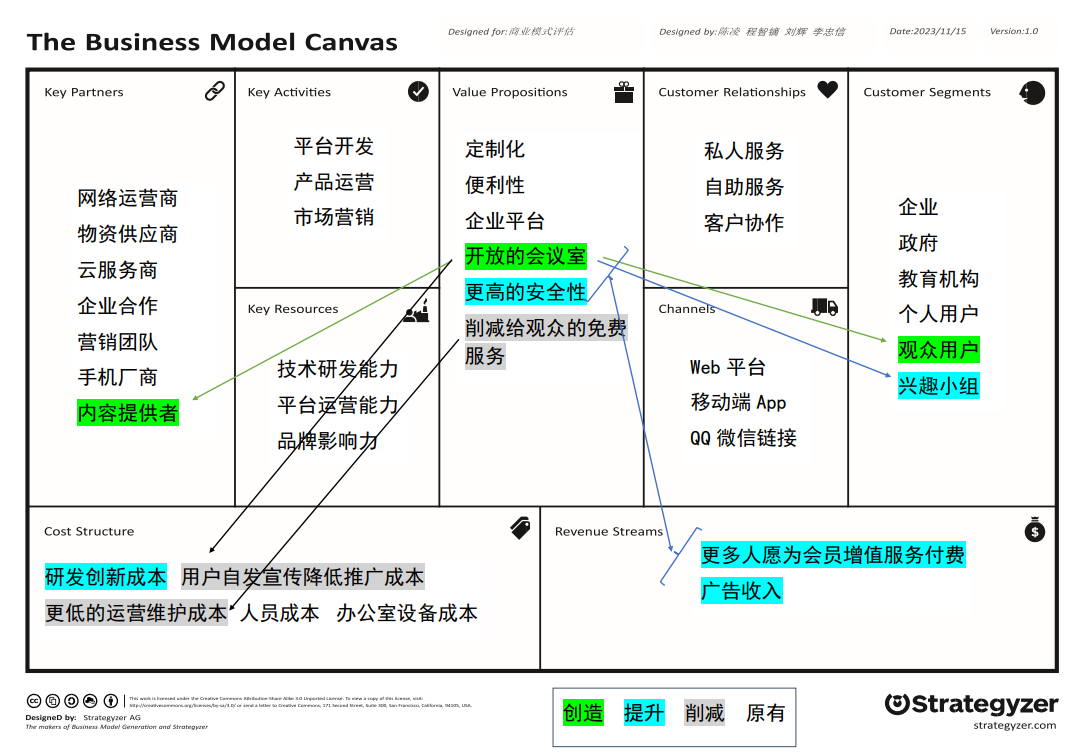 The Business Model Canvas
Designed for:商业模式评估
Designed by:陈凌 程智镝 刘辉 李忠信
Date:2023/11/15
Version:1.0
Key Partners
网络运营商
物资供应商
云服务商
企业合作
营销团队
手机厂商
内容提供者
Key Activities
平台开发
产品运营
市场营销
Key Resources
技术研发能力
平台运营能力
品牌影响力
Value Propositions
定制化
便利性
企业平台
开放的会议室
更高的安全性
削减给观众的免费
服务
Customer Relationships
私人服务
自助服务
客户协作
Channels
Web 平台
移动端 App
QQ 微信链接
Customer Segments
企业
政府
教育机构
个人用户
观众用户
兴趣小组
Cost Structure
研发创新成本 用户自发宣传降低推广成本
更低的运营维护成本 人员成本 办公室设备成本
Revenue Streams
更多人愿为会员增值服务付费
广告收入
This work is licensed under the Creative Commons Attribution-Share Alike 3.0 Unported License. To view a copy of this license, visit:
http://creativecommons.org/licenses/by-sa/3.0/ or send a letter to Creative Commons, 171 Second Street, Suite 300, San Francisco, California, 94105, USA.
DesigneD by: Strategyzer AG
The makers of Business Model Generation and Strategyzer
创造 提升 削减 原有
Strategyzer
strategyzer.com